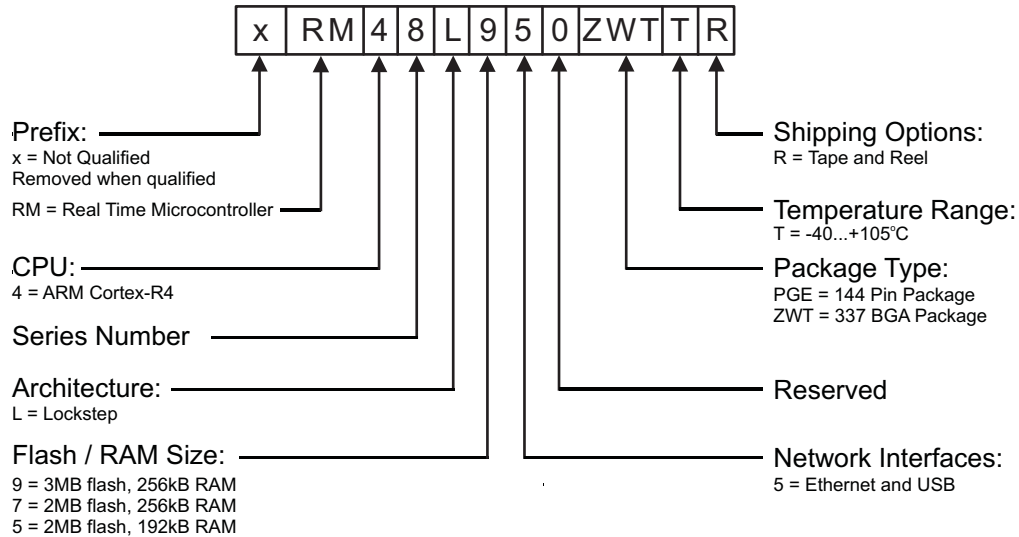 x RM 4 8 L 9 5 0 ZWT T R
Prefix:
x = Not Qualified
Removed when qualified
RM = Real Time Microcontroller
CPU:
4 = ARM Cortex-R4
Series Number
Architecture:
L = Lockstep
Flash / RAM Size:
9 = 3MB flash, 256kB RAM
7 = 2MB flash, 256kB RAM
5 = 2MB flash, 192kB RAM
Shipping Options:
R = Tape and Reel
Temperature Range:
T = -40...+105°C
Package Type:
PGE = 144 Pin Package
ZWT = 337 BGA Package
Reserved
Network Interfaces:
5 = Ethernet and USB